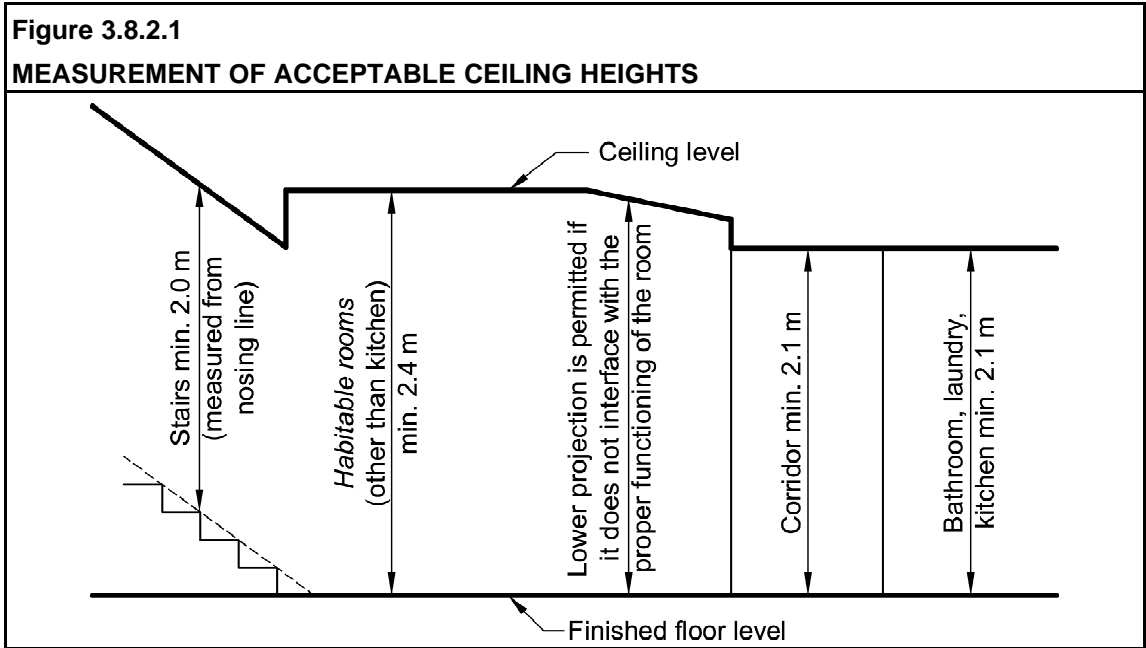 Figure 3.8.2.1
MEASUREMENT OF ACCEPTABLE CEILING HEIGHTS
Ceiling level
Stairs min. 2.0 m
(measured from
nosing line)
Habitable rooms
(other than kitchen)
min. 2.4 m
Lower projection is permitted if
it does not interface with the
proper functioning of the room
Corridor min. 2.1 m
Bathroom, laundry,
kitchen min. 2.1 m
Finished floor level